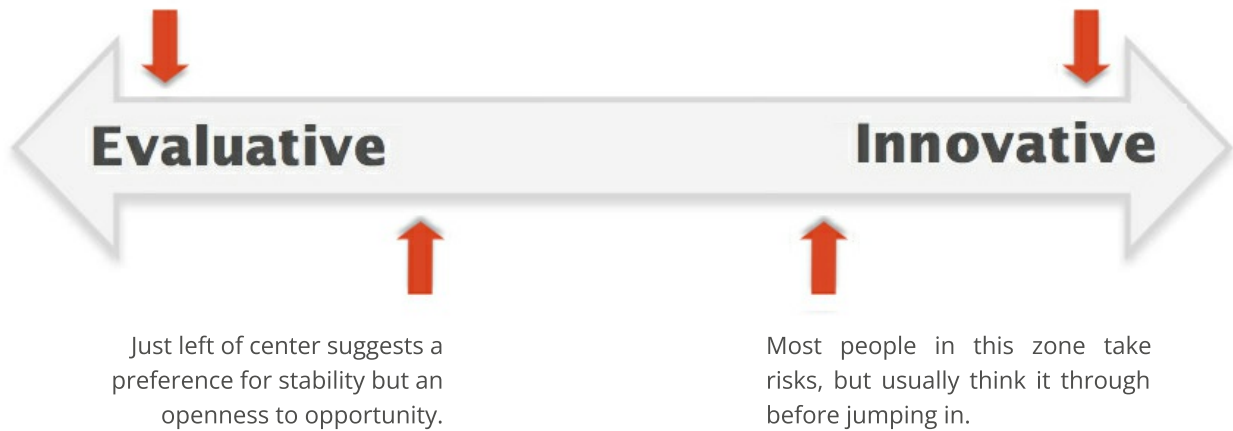 Evaluative
Innovative
Just left of center suggests a
preference for stability but an
openness to opportunity.
Most people in this zone take
risks, but usually think it through
before jumping in.